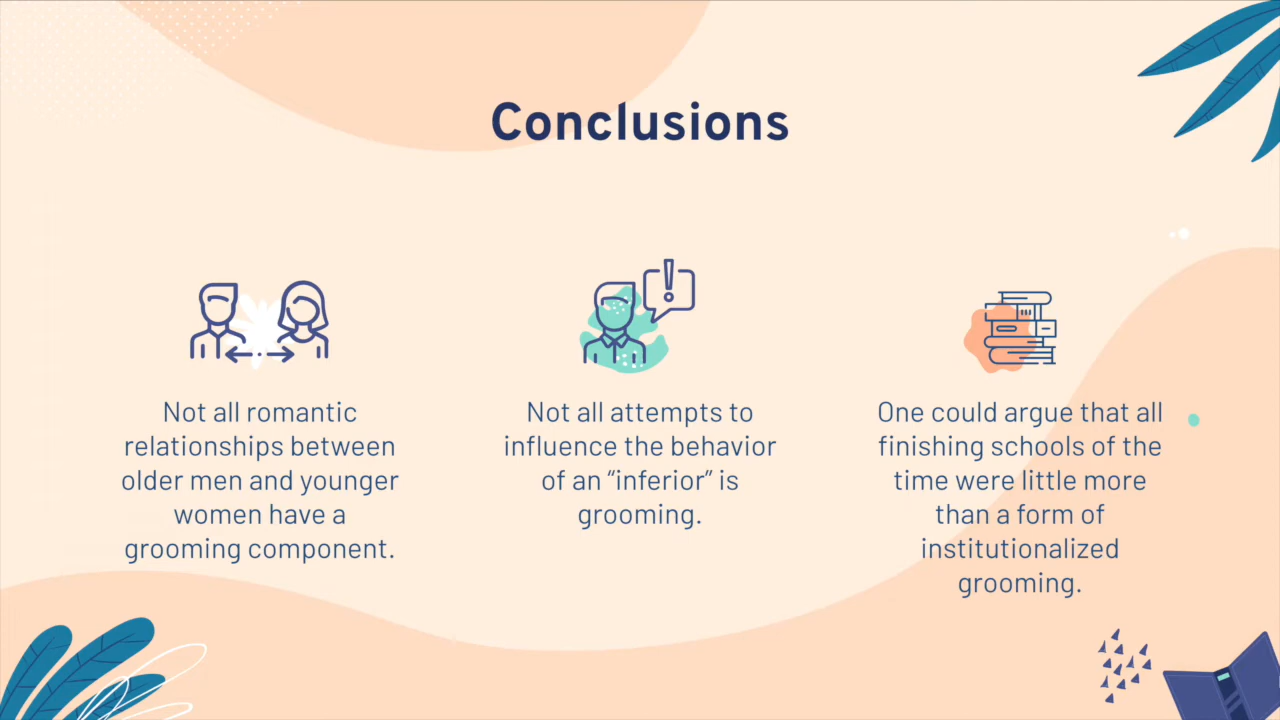 Conclusions
Not all romantic
relationships between
older men and younger
women have a
grooming component.
Not all attempts to
influence the behavior
of an “inferior” is
grooming.
One could argue that all
finishing schools of the
time were little more
than a form of
institutionalized
grooming.